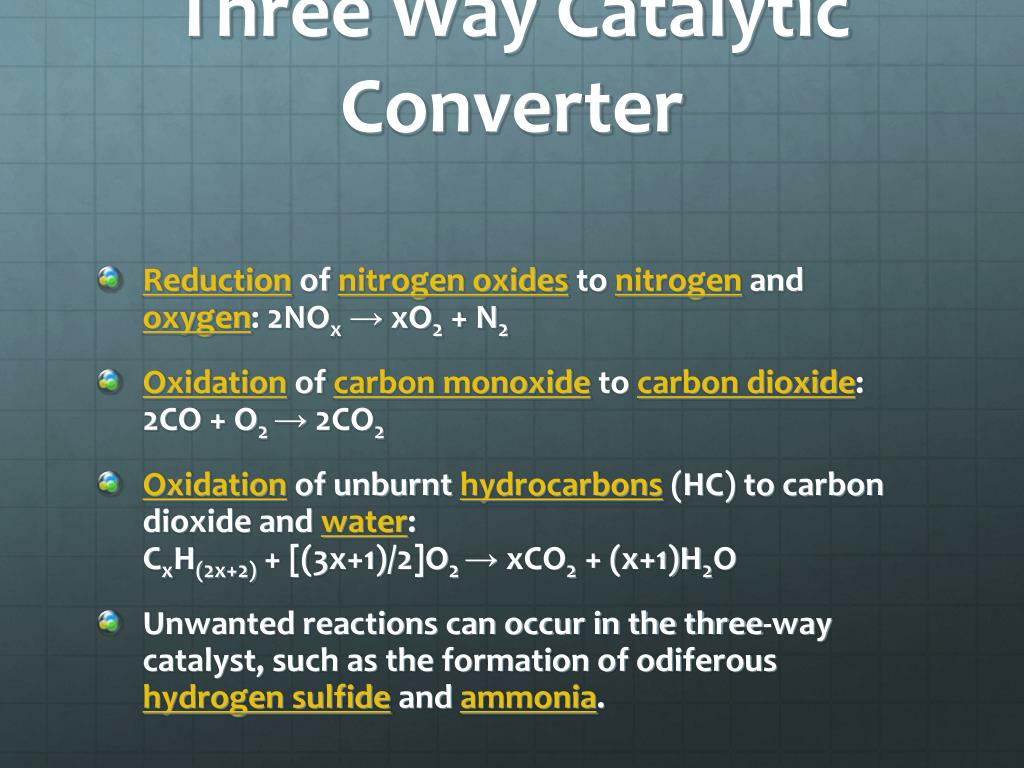 Three Way Catalytic
Converter
Reduction of nitrogen oxides to nitrogen and
oxygen: 2NOₓ → xO₂ + N₂
Oxidation of carbon monoxide to carbon dioxide:
2CO + O₂ → 2CO₂
Oxidation of unburnt hydrocarbons (HC) to carbon
dioxide and water:
CₓH₍₂ₓ₊₂₎ + [(3x+1)/2]O₂ → xCO₂ + (x+1)H₂O
Unwanted reactions can occur in the three-way
catalyst, such as the formation of odiferous
hydrogen sulfide and ammonia.